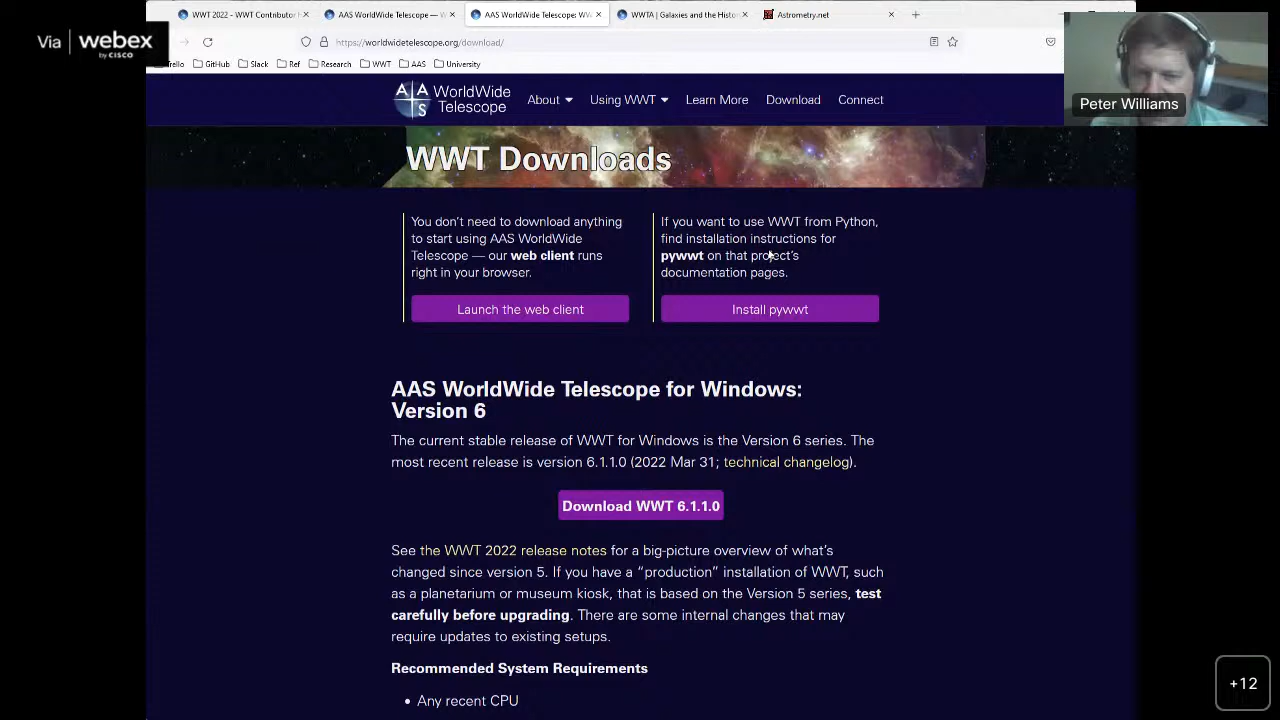 Via webex
by CISCO
WWT 2022 - WWT Contributor
AAS WorldWide Telescope — W
AAS WorldWide Telescope: WW
WWTA | Galaxies and the Histor
Astrometry.net
https://worldwidetelescope.org/download/
Trello GitHub Slack Ref Research WWT AAS University
Peter Williams
AAS WorldWide
Telescope
About Using WWT Learn More Download Connect
WWT Downloads
You don't need to download anything
to start using AAS WorldWide
Telescope — our web client runs
right in your browser.
Launch the web client
If you want to use WWT from Python,
find installation instructions for
pywwt on that project's
documentation pages.
Install pywwt
AAS WorldWide Telescope for Windows:
Version 6
The current stable release of WWT for Windows is the Version 6 series. The
most recent release is version 6.1.1.0 (2022 Mar 31; technical changelog).
Download WWT 6.1.1.0
See the WWT 2022 release notes for a big-picture overview of what's
changed since version 5. If you have a “production” installation of WWT, such
as a planetarium or museum kiosk, that is based on the Version 5 series, test
carefully before upgrading. There are some internal changes that may
require updates to existing setups.
Recommended System Requirements
• Any recent CPU
+12